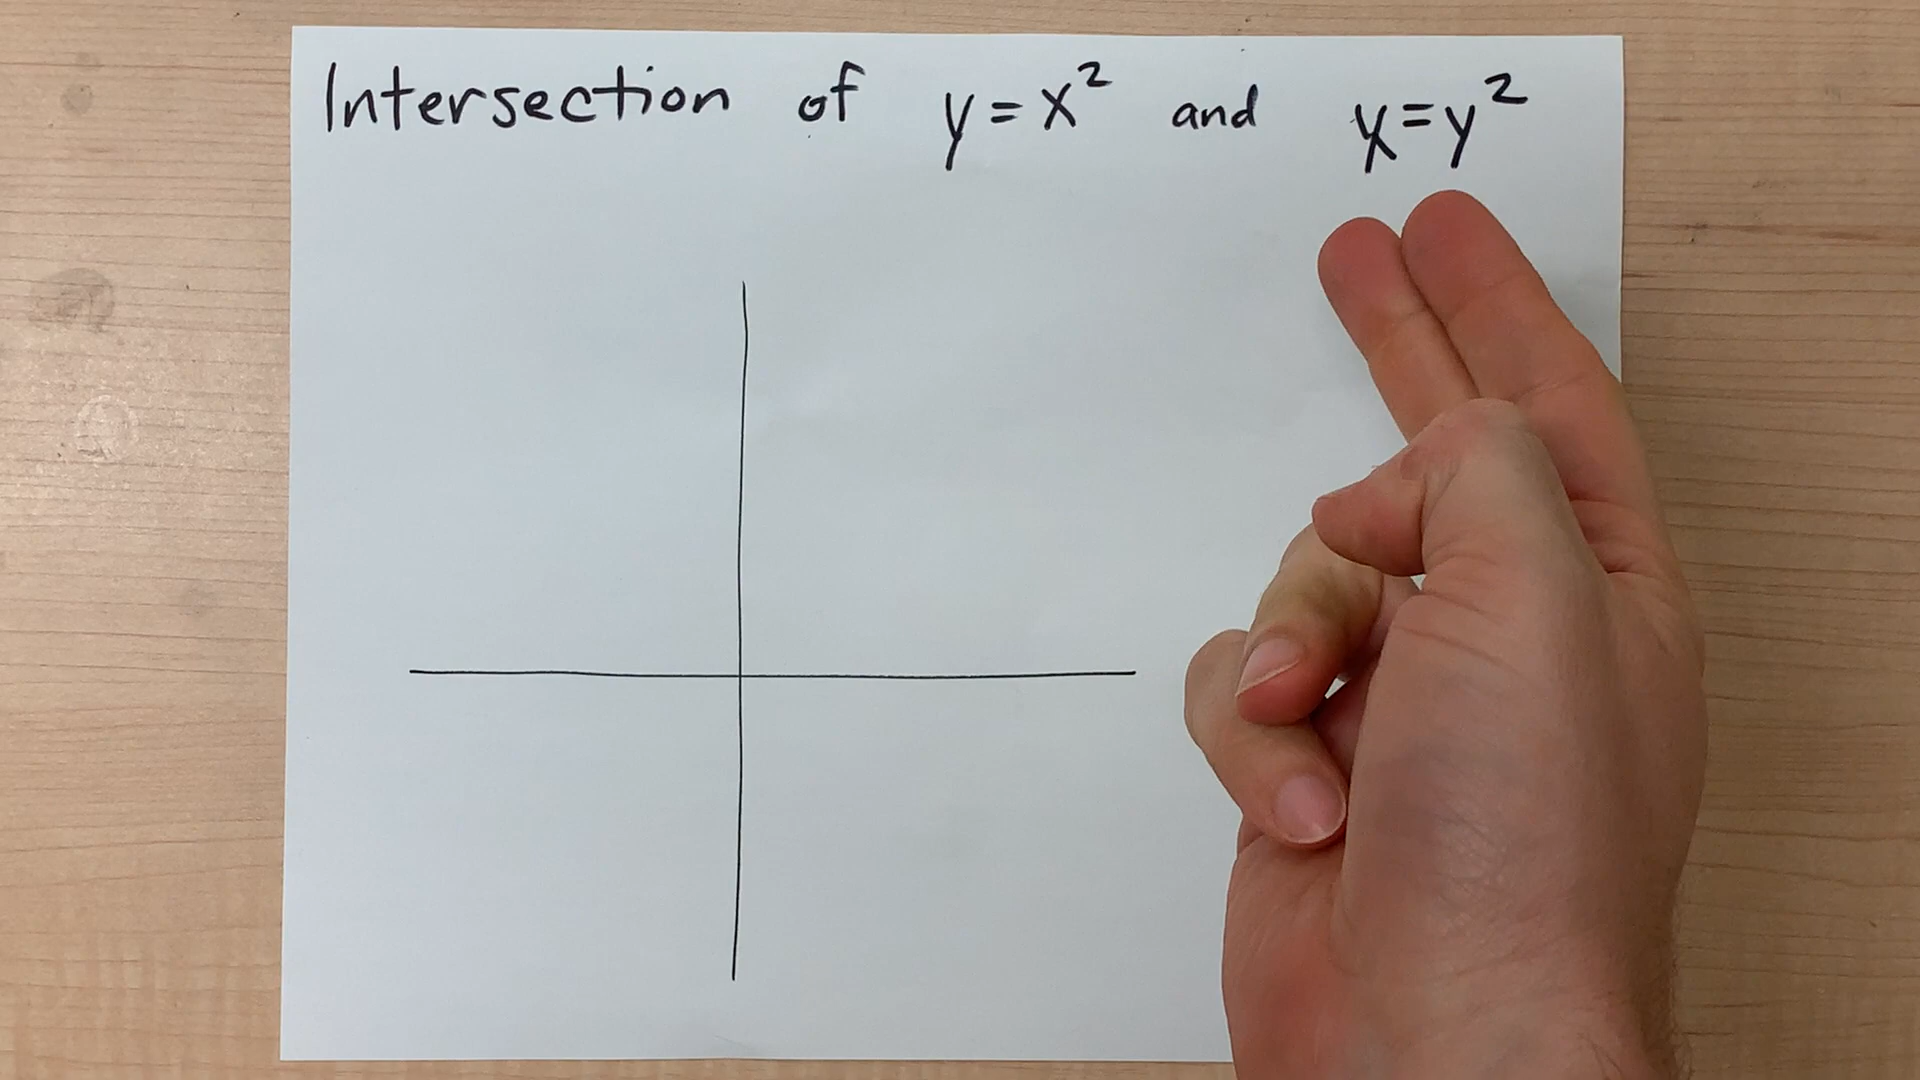 Intersection of y = x² and x = y²